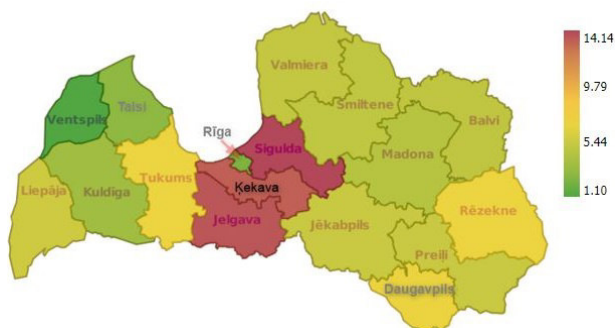 14.14
Valmiera
Ventspils
Talsi
Smiltene
9.79
Balvi
Rīga
Sigulda
Madona
5.44
Liepāja
Kuldīga
Tukums
Ķekava
Rēzekne
1.10
Jelgava
Jēkabpils
Preiļi
Daugavpils